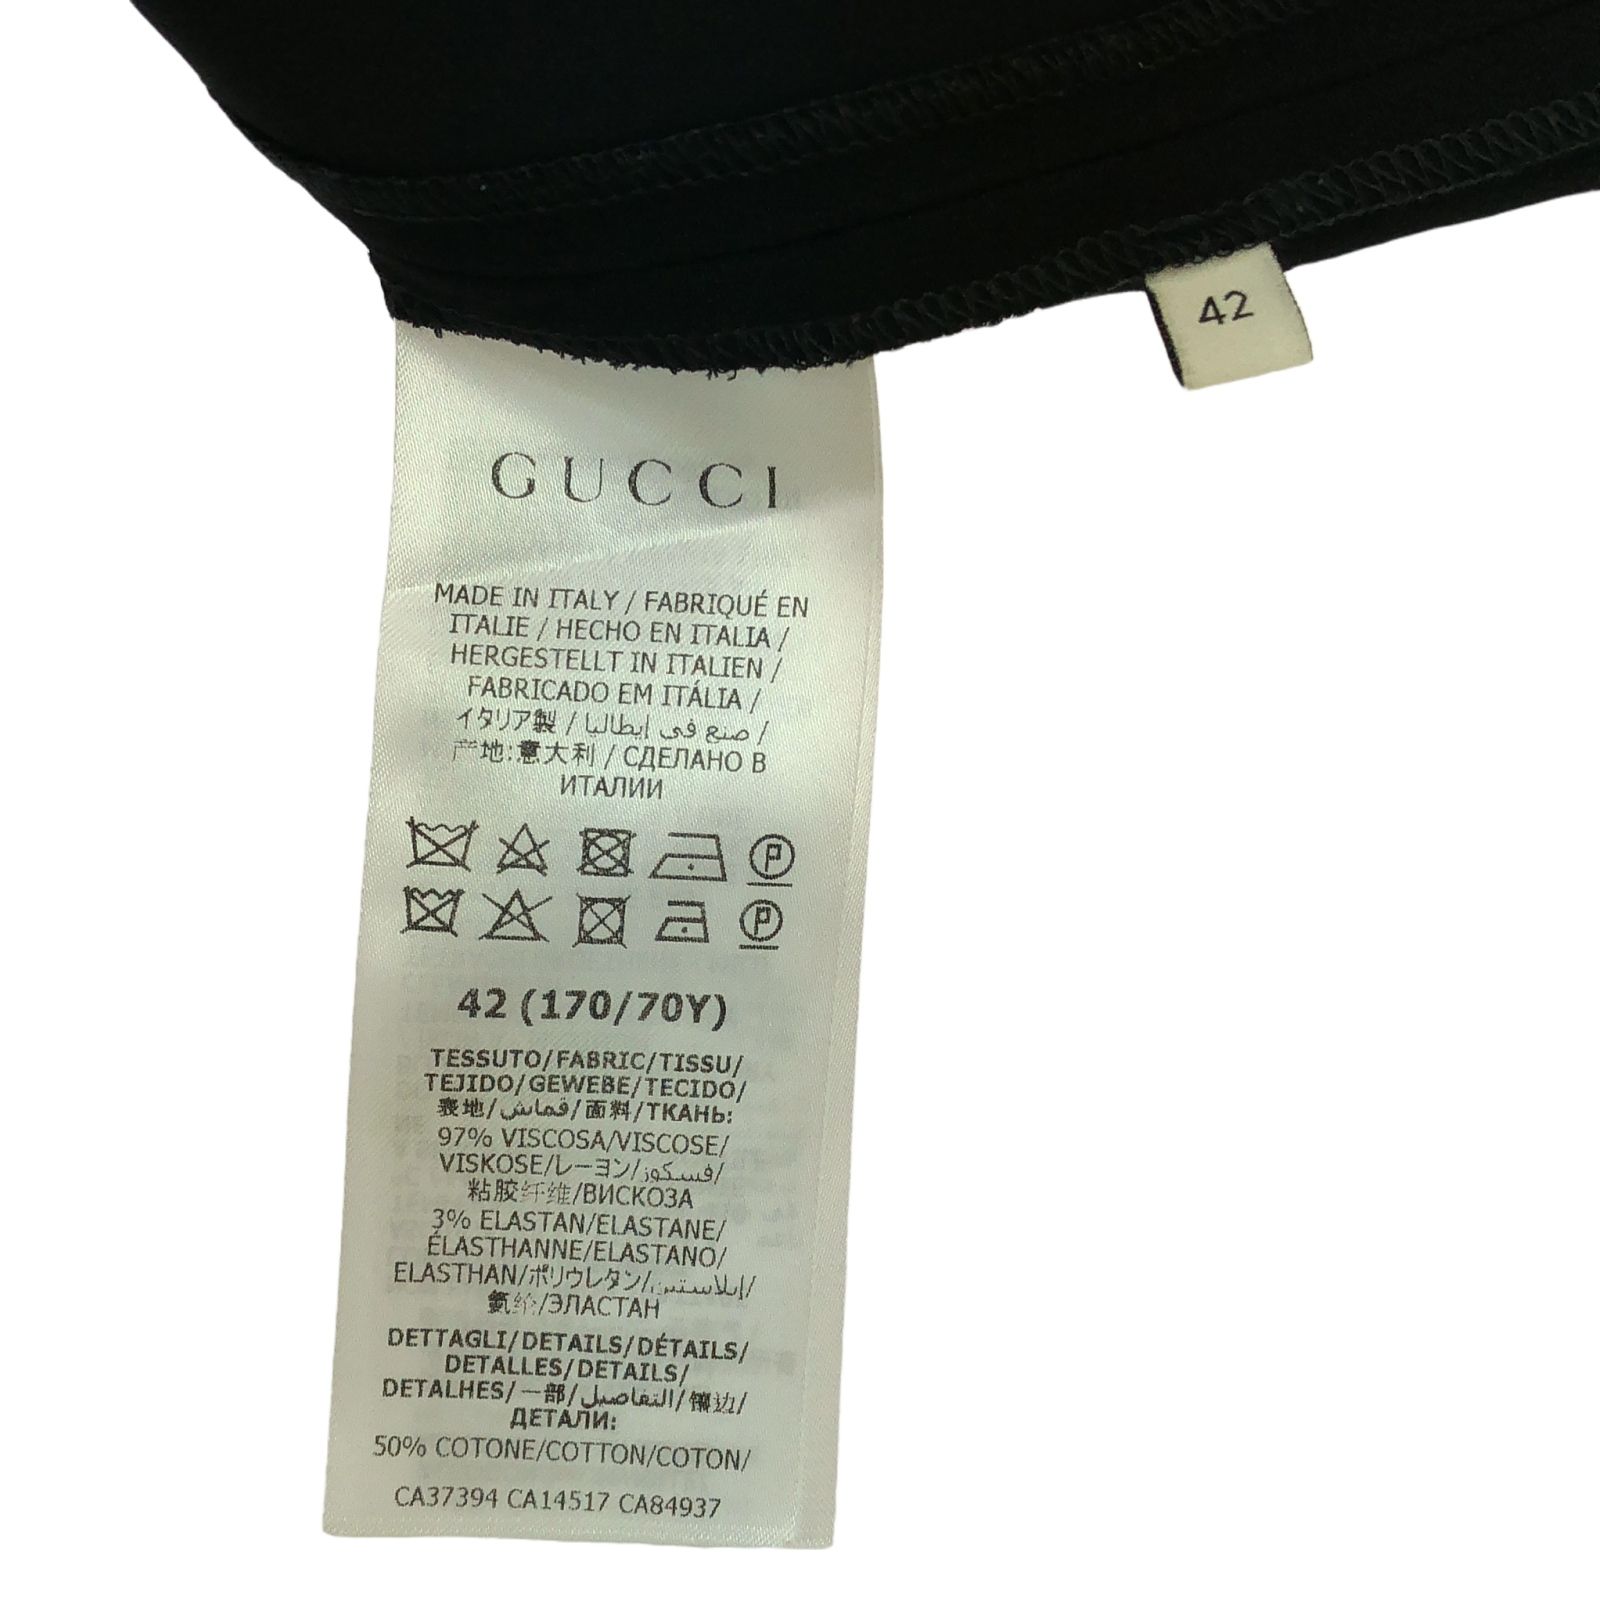 42
GUCCI
MADE IN ITALY / FABRIQUÉ EN
ITALIE / HECHO EN ITALIA /
HERGESTELLT IN ITALIEN /
FABRICADO EM ITÁLIA /
イタリア製 / صنع في إيطاليا /
产地:意大利 / СДЕЛАНО В
ИТАЛИИ
42 (170/70Y)
TESSUTO/FABRIC/TISSU/
TEJIDO/GEWEBE/TECIDO/
表地/قماش/面料/ТКАНЬ:
97% VISCOSA/VISCOSE/
VISKOSE/レーヨン/فسكوز/
粘胶纤维/ВИСКОЗА
3% ELASTAN/ELASTANE/
ÉLASTHANNE/ELASTANO/
ELASTHAN/ポリウレタン/إيلاستين/
氨纶/ЭЛАСТАН
DETTAGLI/DETAILS/DÉTAILS/
DETALLES/DETAILS/
DETALHES/一部/التفاصيل/镶边/
ДЕТАЛИ:
50% COTONE/COTTON/COTON/
CA37394 CA14517 CA84937